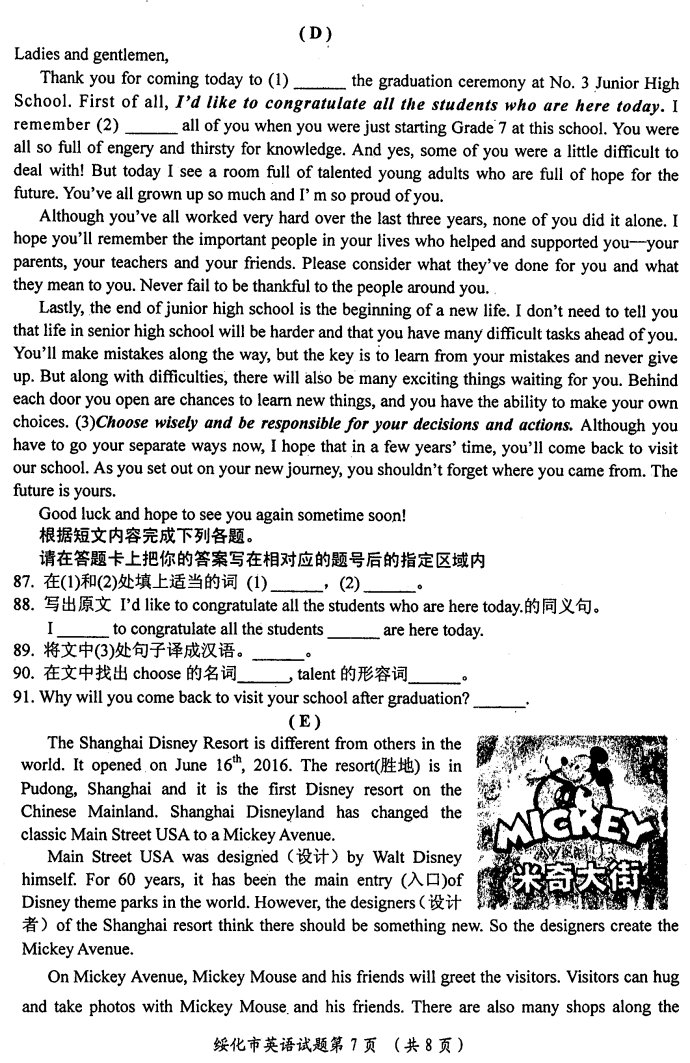 ( D )
Ladies and gentlemen,
Thank you for coming today to (1) ______ the graduation ceremony at No. 3 Junior High
School. First of all, I'd like to congratulate all the students who are here today. I
remember (2) ______ all of you when you were just starting Grade 7 at this school. You were
all so full of engery and thirsty for knowledge. And yes, some of you were a little difficult to
deal with! But today I see a room full of talented young adults who are full of hope for the
future. You've all grown up so much and I' m so proud of you.
Although you've all worked very hard over the last three years, none of you did it alone. I
hope you'll remember the important people in your lives who helped and supported you—your
parents, your teachers and your friends. Please consider what they've done for you and what
they mean to you. Never fail to be thankful to the people around you.
Lastly, the end of junior high school is the beginning of a new life. I don't need to tell you
that life in senior high school will be harder and that you have many difficult tasks ahead of you.
You'll make mistakes along the way, but the key is to learn from your mistakes and never give
up. But along with difficulties, there will also be many exciting things waiting for you. Behind
each door you open are chances to learn new things, and you have the ability to make your own
choices. (3)Choose wisely and be responsible for your decisions and actions. Although you
have to go your separate ways now, I hope that in a few years' time, you'll come back to visit
our school. As you set out on your new journey, you shouldn't forget where you came from. The
future is yours.
Good luck and hope to see you again sometime soon!
根据短文内容完成下列各题。
请在答题卡上把你的答案写在相对应的题号后的指定区域内
87. 在(1)和(2)处填上适当的词 (1) ______ ，(2) ______ 。
88. 写出原文 I'd like to congratulate all the students who are here today.的同义句。
I ______ to congratulate all the students ______ are here today.
89. 将文中(3)处句子译成汉语。______ 。
90. 在文中找出 choose 的名词______ , talent 的形容词______ 。
91. Why will you come back to visit your school after graduation? ______ .
( E )
The Shanghai Disney Resort is different from others in the
world. It opened on June 16th, 2016. The resort(胜地) is in
Pudong, Shanghai and it is the first Disney resort on the
Chinese Mainland. Shanghai Disneyland has changed the
classic Main Street USA to a Mickey Avenue.
Main Street USA was designed（设计）by Walt Disney
himself. For 60 years, it has been the main entry (入口)of
Disney theme parks in the world. However, the designers（设计
者）of the Shanghai resort think there should be something new. So the designers create the
Mickey Avenue.
On Mickey Avenue, Mickey Mouse and his friends will greet the visitors. Visitors can hug
and take photos with Mickey Mouse and his friends. There are also many shops along the
MICKEY
AVENUE
米奇大街
绥化市英语试题第 7 页 （共 8 页）